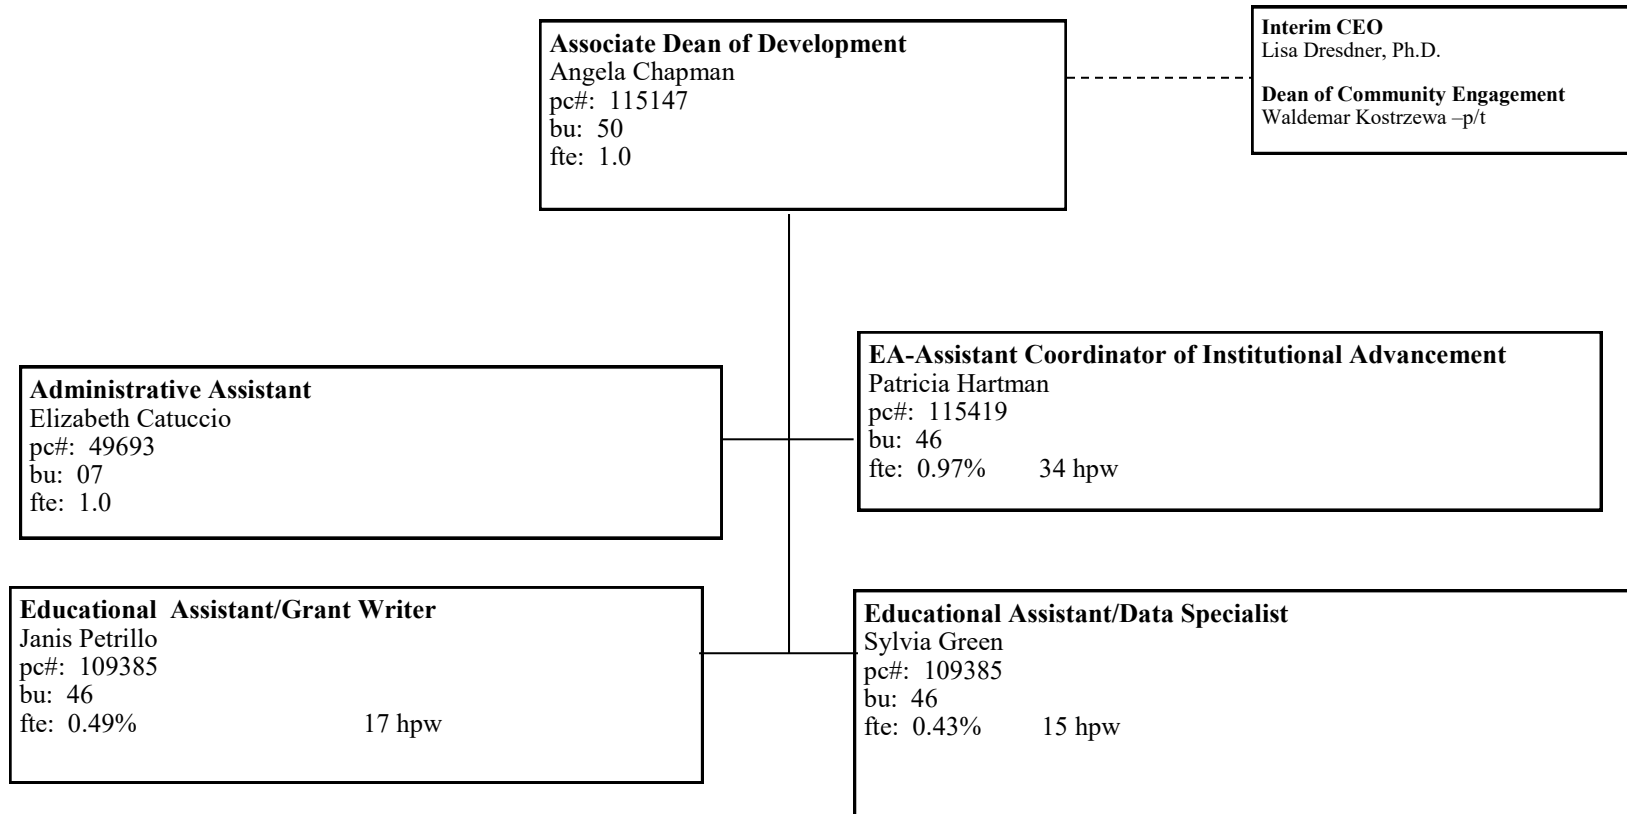 Associate Dean of Development
Angela Chapman
pc#: 115147
bu: 50
fte: 1.0
Interim CEO
Lisa Dresdner, Ph.D.
Dean of Community Engagement
Waldemar Kostrzewa –p/t
Administrative Assistant
Elizabeth Catuccio
pc#: 49693
bu: 07
fte: 1.0
EA-Assistant Coordinator of Institutional Advancement
Patricia Hartman
pc#: 115419
bu: 46
fte: 0.97% 34 hpw
Educational Assistant/Grant Writer
Janis Petrillo
pc#: 109385
bu: 46
fte: 0.49% 17 hpw
Educational Assistant/Data Specialist
Sylvia Green
pc#: 109385
bu: 46
fte: 0.43% 15 hpw